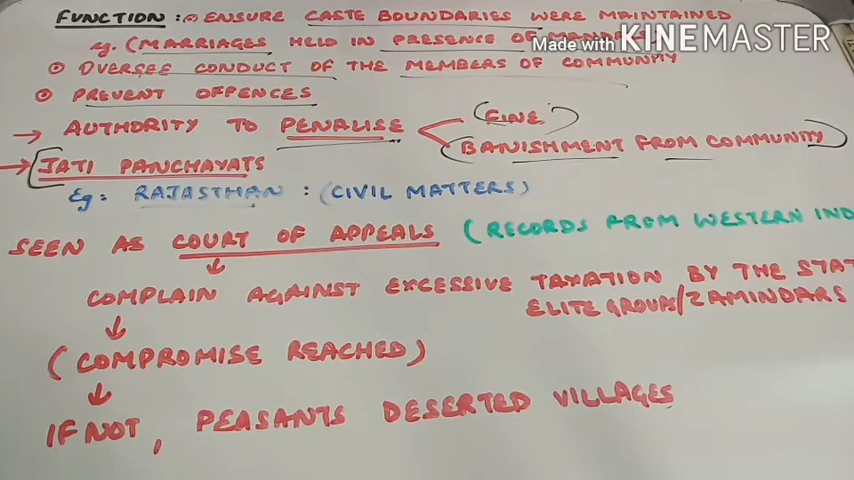 FUNCTION: ⊙ ENSURE CASTE BOUNDARIES WERE MAINTAINED
eg. (MARRIAGES HELD IN PRESENCE OF
Made with KINEMASTER
⊙ OVERSEE CONDUCT OF THE MEMBERS OF COMMUNITY
⊙ PREVENT OFFENCES
→ AUTHORITY TO PENALISE < (FINE)
(BANISHMENT FROM COMMUNITY)
→ [JATI PANCHAYATS
Eg: RAJASTHAN : (CIVIL MATTERS)
SEEN AS COURT OF APPEALS (RECORDS FROM WESTERN IND
↓
COMPLAIN AGAINST EXCESSIVE TAXATION BY THE STAT
ELITE GROUPS/ZAMINDARS
↓
(COMPROMISE REACHED)
↓
IF NOT, PEASANTS DESERTED VILLAGES